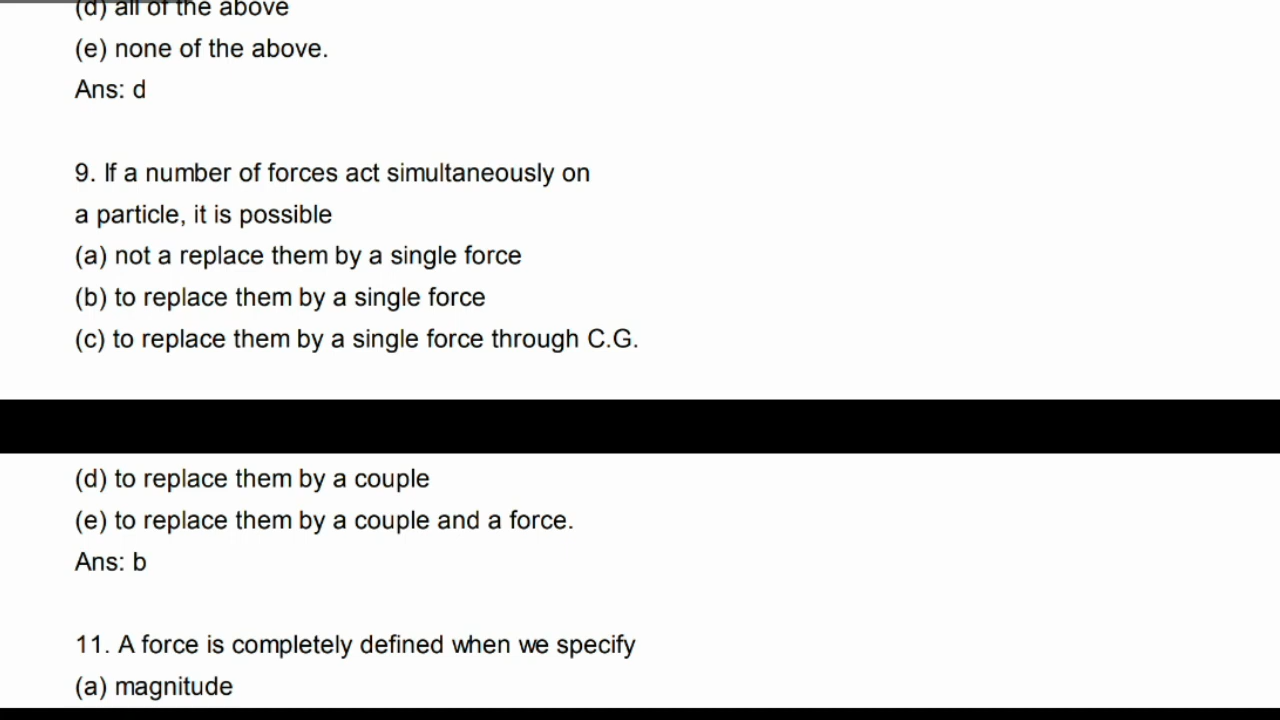 (d) all of the above
(e) none of the above.
Ans: d
9. If a number of forces act simultaneously on
a particle, it is possible
(a) not a replace them by a single force
(b) to replace them by a single force
(c) to replace them by a single force through C.G.
(d) to replace them by a couple
(e) to replace them by a couple and a force.
Ans: b
11. A force is completely defined when we specify
(a) magnitude